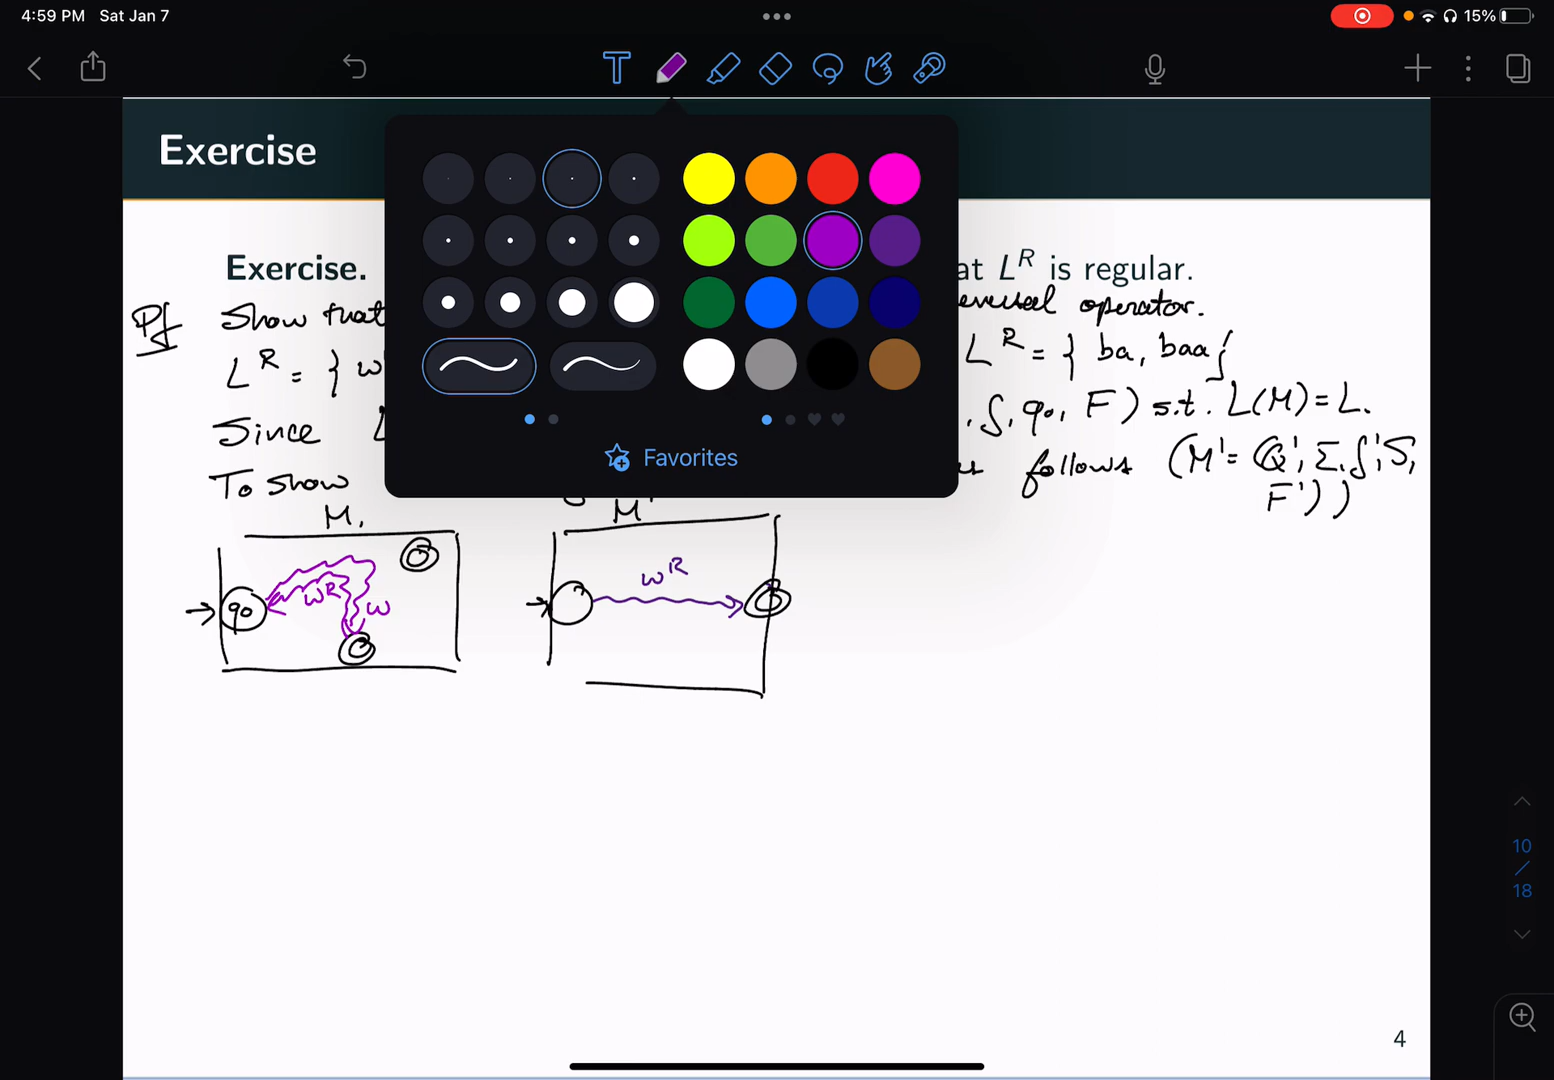 4:59 PM Sat Jan 7
15%
Exercise
Exercise.
at L^R is regular.
Pf Show that
eversal operator.
L^R = { w
L^R = { ba, baa }
Since L
, δ, q0, F ) s.t. L(M) = L.
To show
as follows (M' = (Q', Σ, δ', S,
F'))
Favorites
M,
M'
q0
w^R
w
w^R
10
/
18
4